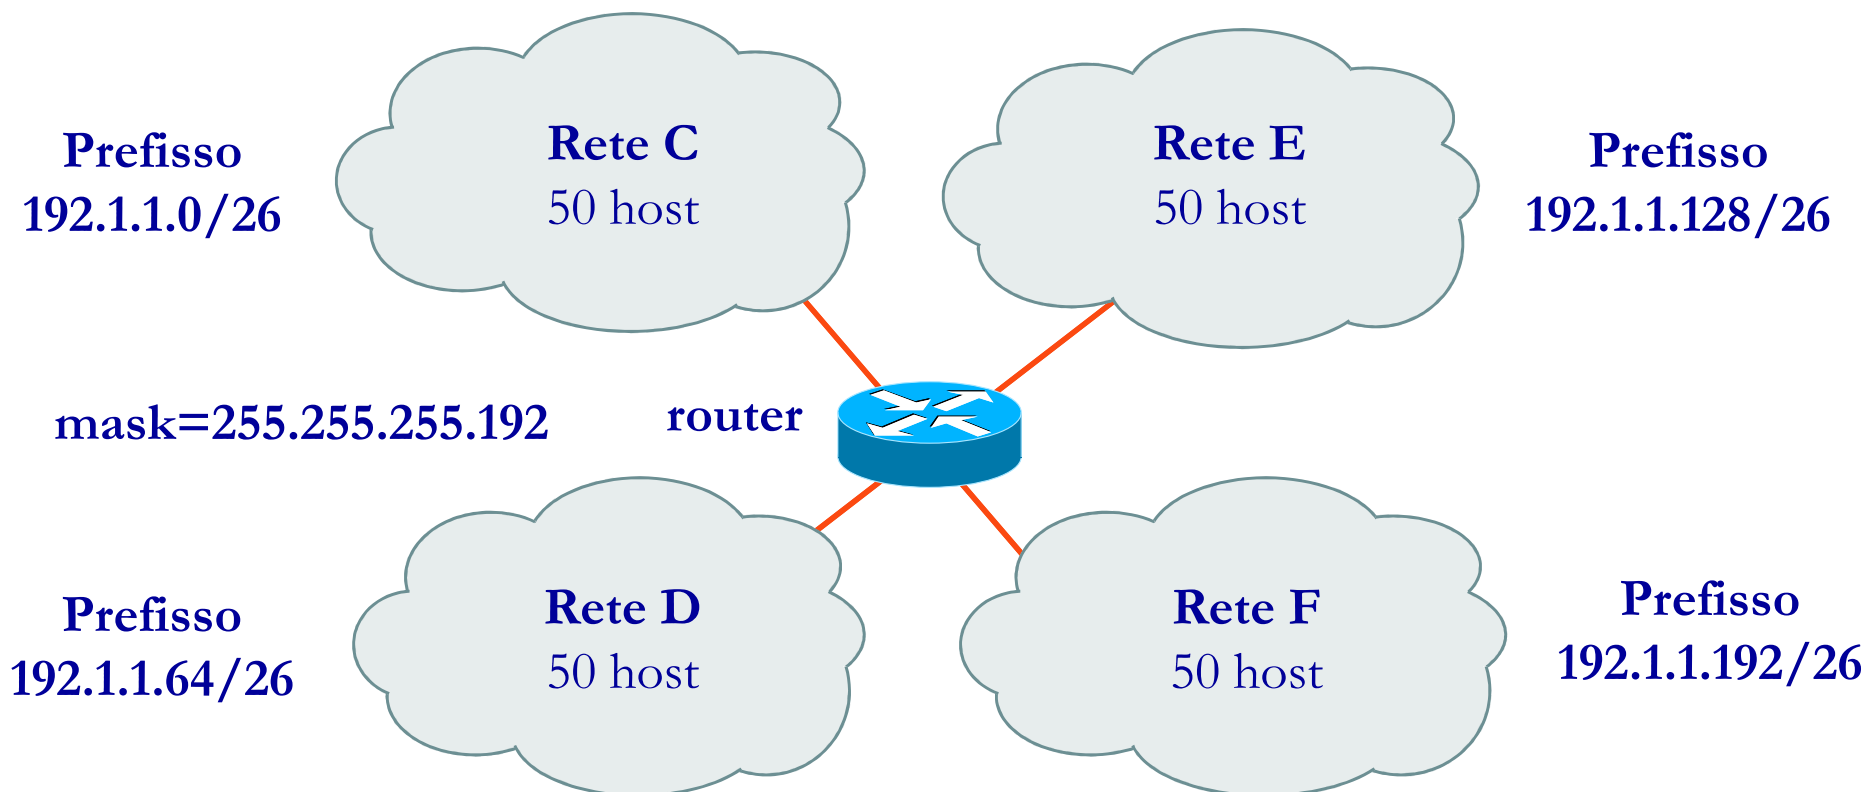 Prefisso
192.1.1.0/26
Rete C
50 host
Rete E
50 host
Prefisso
192.1.1.128/26
mask=255.255.255.192
router
Prefisso
192.1.1.64/26
Rete D
50 host
Rete F
50 host
Prefisso
192.1.1.192/26